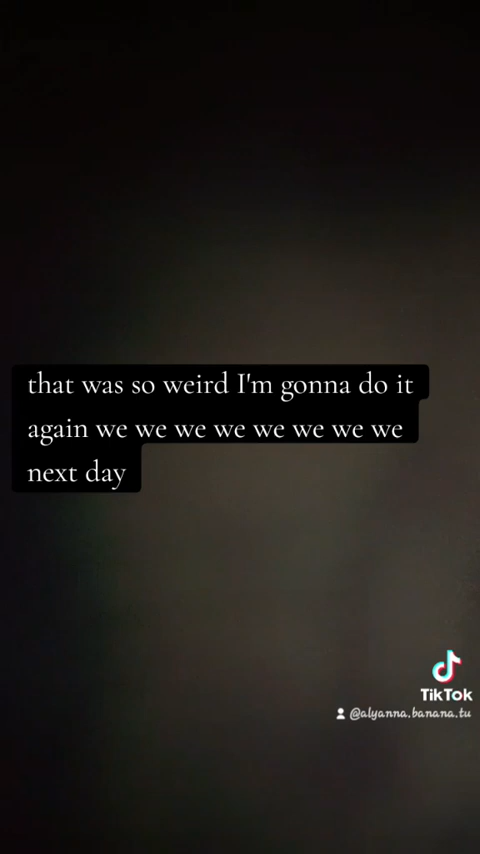 that was so weird I'm gonna do it
again we we we we we we we we
next day
TikTok
@alyanna.banana.tu